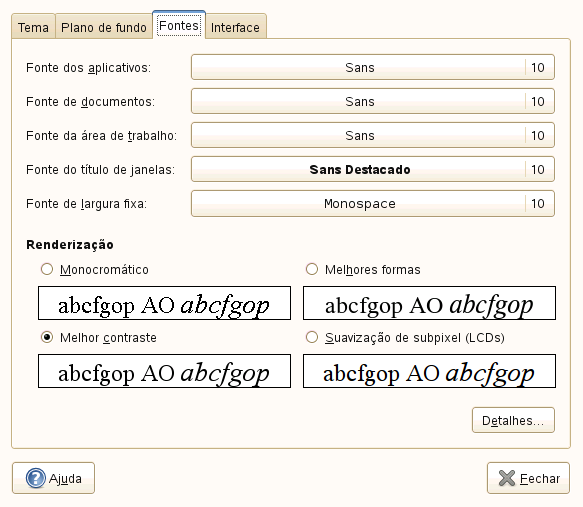 Tema Plano de fundo Fontes Interface
Fonte dos aplicativos: Sans 10
Fonte de documentos: Sans 10
Fonte da área de trabalho: Sans 10
Fonte do título de janelas: Sans Destacado 10
Fonte de largura fixa: Monospace 10
Renderização
Monocromático Melhores formas
abcfgop AO abcfgop abcfgop AO abcfgop
Melhor contraste Suavização de subpixel (LCDs)
abcfgop AO abcfgop abcfgop AO abcfgop
Detalhes...
Ajuda Fechar